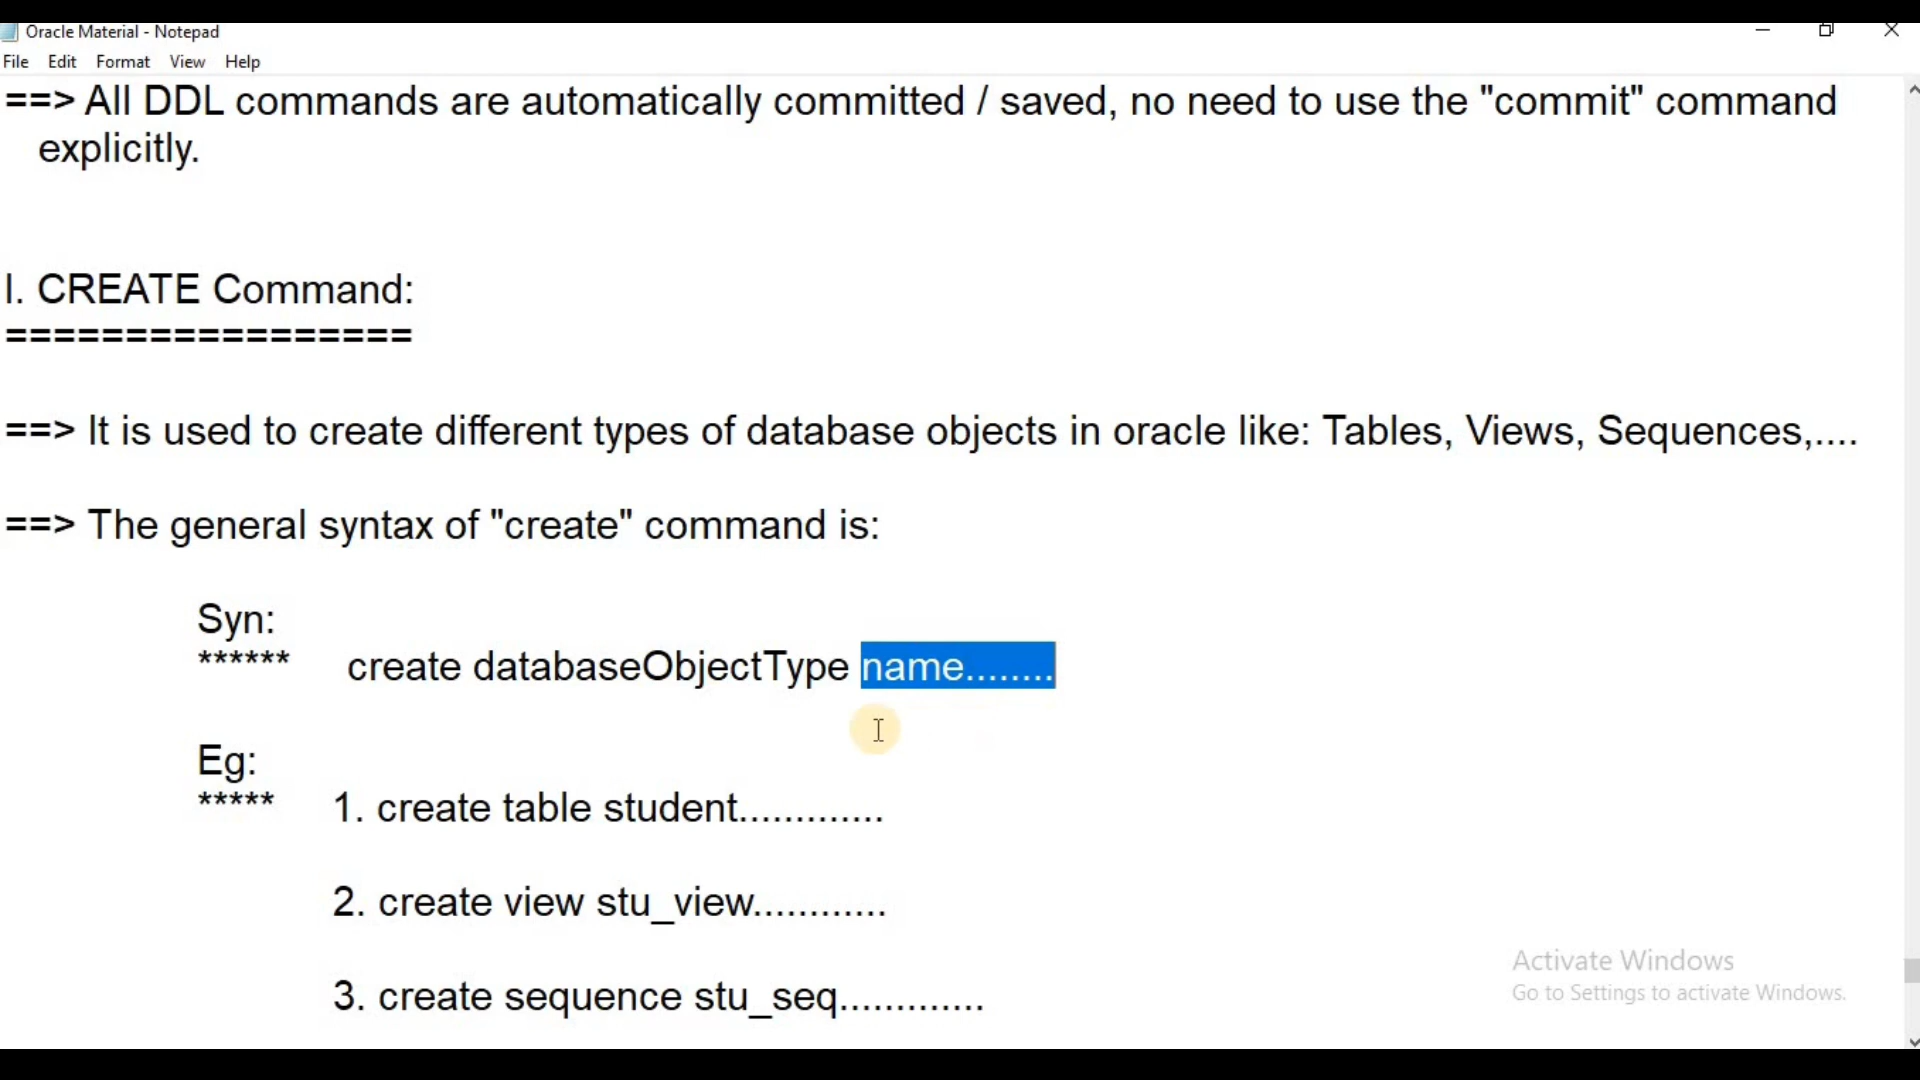 Oracle Material - Notepad
File Edit Format View Help
==> All DDL commands are automatically committed / saved, no need to use the "commit" command
explicitly.
I. CREATE Command:
=================
==> It is used to create different types of database objects in oracle like: Tables, Views, Sequences,....
==> The general syntax of "create" command is:
Syn:
****** create databaseObjectType name........
Eg:
***** 1. create table student.............
2. create view stu_view............
3. create sequence stu_seq.............
Activate Windows
Go to Settings to activate Windows.